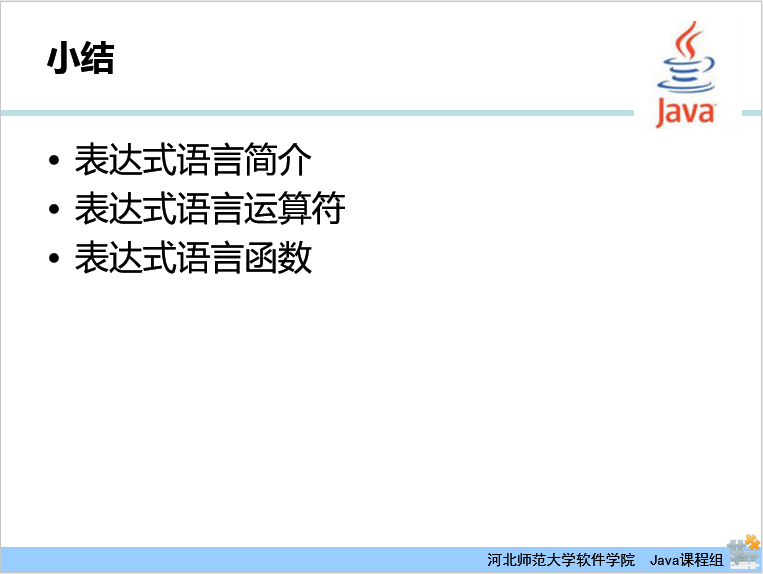 小结
Java
• 表达式语言简介
• 表达式语言运算符
• 表达式语言函数
河北师范大学软件学院 Java课程组